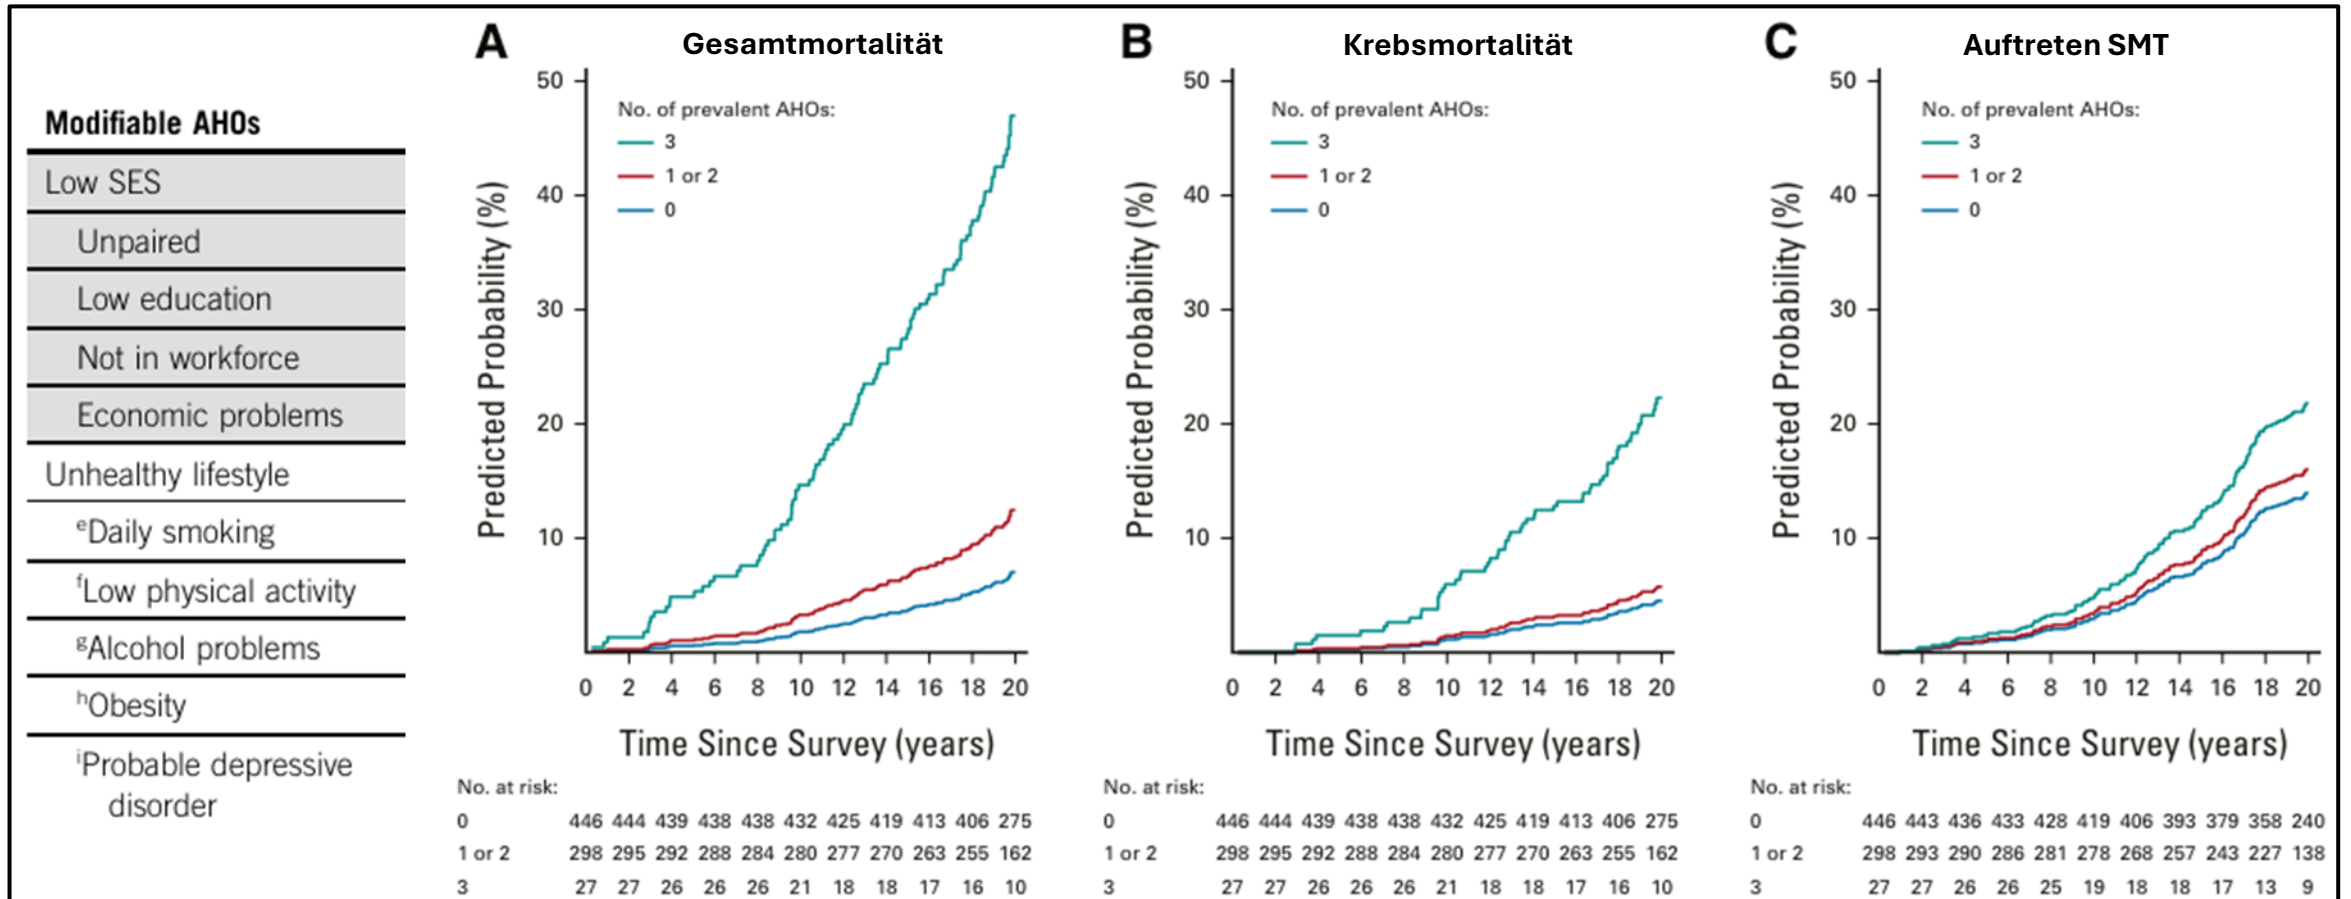 Modifiable AHOs
Low SES
Unpaired
Low education
Not in workforce
Economic problems
Unhealthy lifestyle
eDaily smoking
fLow physical activity
gAlcohol problems
hObesity
iProbable depressive
disorder
A
Gesamtmortalität
50
40
30
20
10
Predicted Probability (%)
No. of prevalent AHOs:
3
1 or 2
0
0 2 4 6 8 10 12 14 16 18 20
Time Since Survey (years)
No. at risk:
0 446 444 439 438 438 432 425 419 413 406 275
1 or 2 298 295 292 288 284 280 277 270 263 255 162
3 27 27 26 26 26 21 18 18 17 16 10
B
Krebsmortalität
50
40
30
20
10
Predicted Probability (%)
No. of prevalent AHOs:
3
1 or 2
0
0 2 4 6 8 10 12 14 16 18 20
Time Since Survey (years)
No. at risk:
0 446 444 439 438 438 432 425 419 413 406 275
1 or 2 298 295 292 288 284 280 277 270 263 255 162
3 27 27 26 26 26 21 18 18 17 16 10
C
Auftreten SMT
50
40
30
20
10
Predicted Probability (%)
No. of prevalent AHOs:
3
1 or 2
0
0 2 4 6 8 10 12 14 16 18 20
Time Since Survey (years)
No. at risk:
0 446 443 436 433 428 419 406 393 379 358 240
1 or 2 298 293 290 286 281 278 268 257 243 227 138
3 27 27 26 26 25 19 18 18 17 13 9